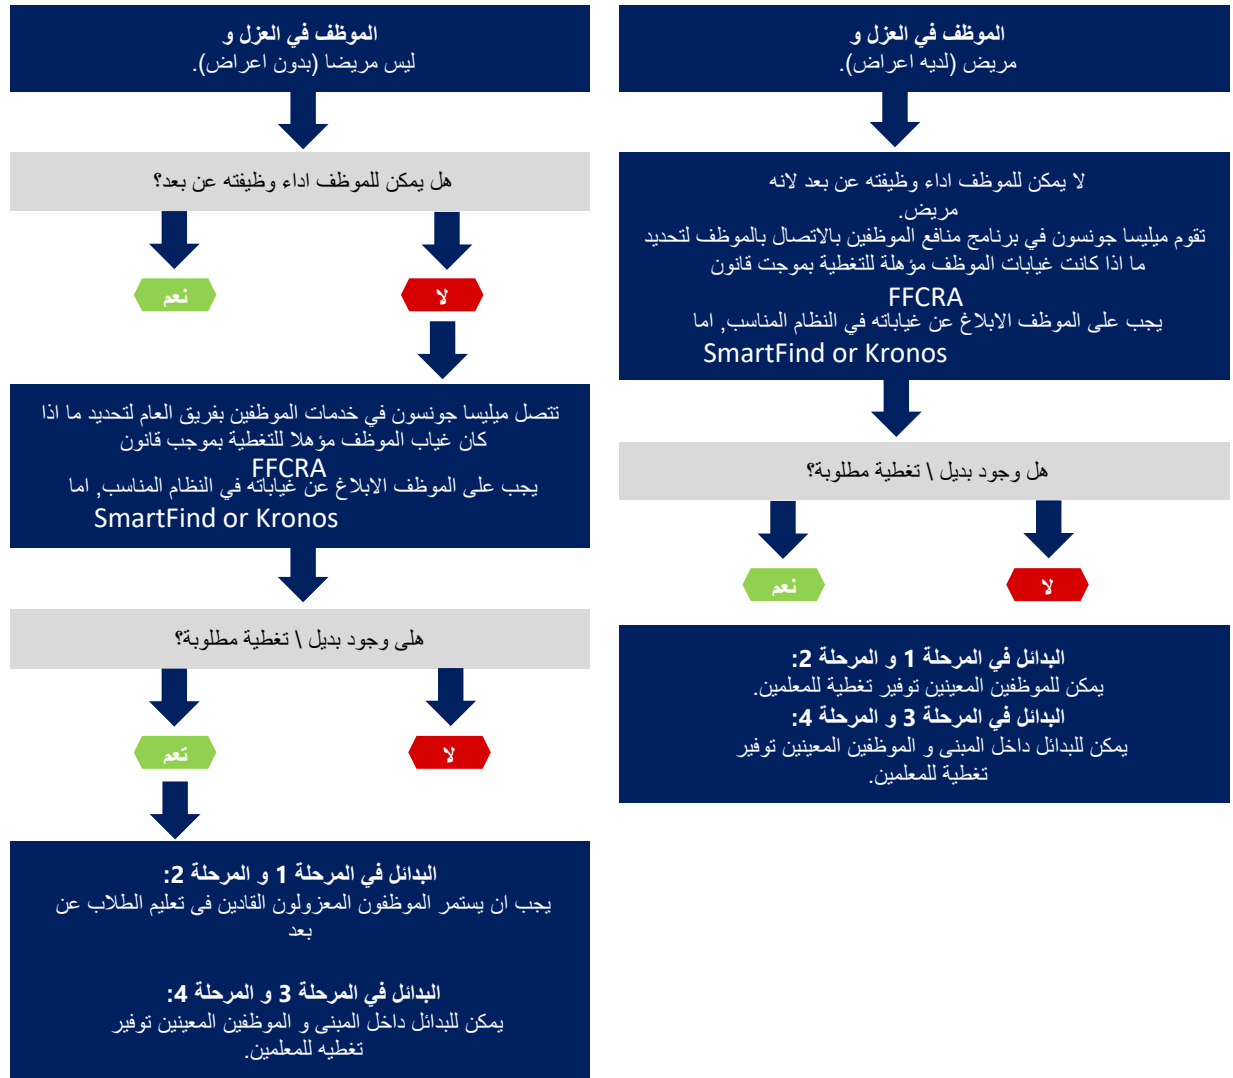 الموظف في العزل و
مريض (لديه اعراض).
لا يمكن للموظف اداء وظيفته عن بعد لانه
مريض.
تقوم ميليسا جونسون في برنامج منافع الموظفين بالاتصال بالموظف لتحديد
ما اذا كانت غيابات الموظف مؤهلة للتغطية بموجت قانون
FFCRA
يجب على الموظف الابلاغ عن غياباته في النظام المناسب, اما
SmartFind or Kronos
هل وجود بديل \ تغطية مطلوبة؟
لا
نعم
البدائل في المرحلة 1 و المرحلة 2:
يمكن للموظفين المعينين توفير تغطية للمعلمين.
البدائل في المرحلة 3 و المرحلة 4:
يمكن للبدائل داخل المبنى و الموظفين المعينين توفير
تغطية للمعلمين.
الموظف في العزل و
ليس مريضا (بدون اعراض).
هل يمكن للموظف اداء وظيفته عن بعد؟
لا
نعم
تتصل ميليسا جونسون في خدمات الموظفين بفريق العام لتحديد ما اذا
كان غياب الموظف مؤهلا للتغطية بموجب قانون
FFCRA
يجب على الموظف الابلاغ عن غياباته في النظام المناسب, اما
SmartFind or Kronos
هلى وجود بديل \ تغطية مطلوبة؟
لا
تعم
البدائل في المرحلة 1 و المرحلة 2:
يجب ان يستمر الموظفون المعزولون القادين فى تعليم الطلاب عن
بعد
البدائل في المرحلة 3 و المرحلة 4:
يمكن للبدائل داخل المبنى و الموظفين المعينين توفير
تغطيه للمعلمين.